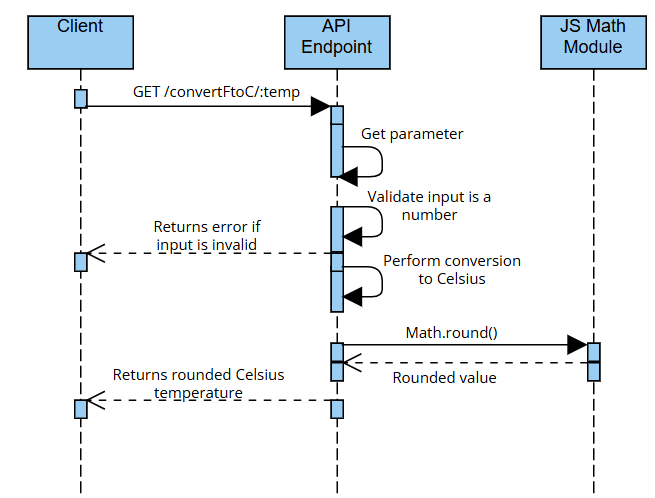 Client
API
Endpoint
JS Math
Module
GET /convertFtoC/:temp
Get parameter
Validate input is a
number
Returns error if
input is invalid
Perform conversion
to Celsius
Math.round()
Rounded value
Returns rounded Celsius
temperature